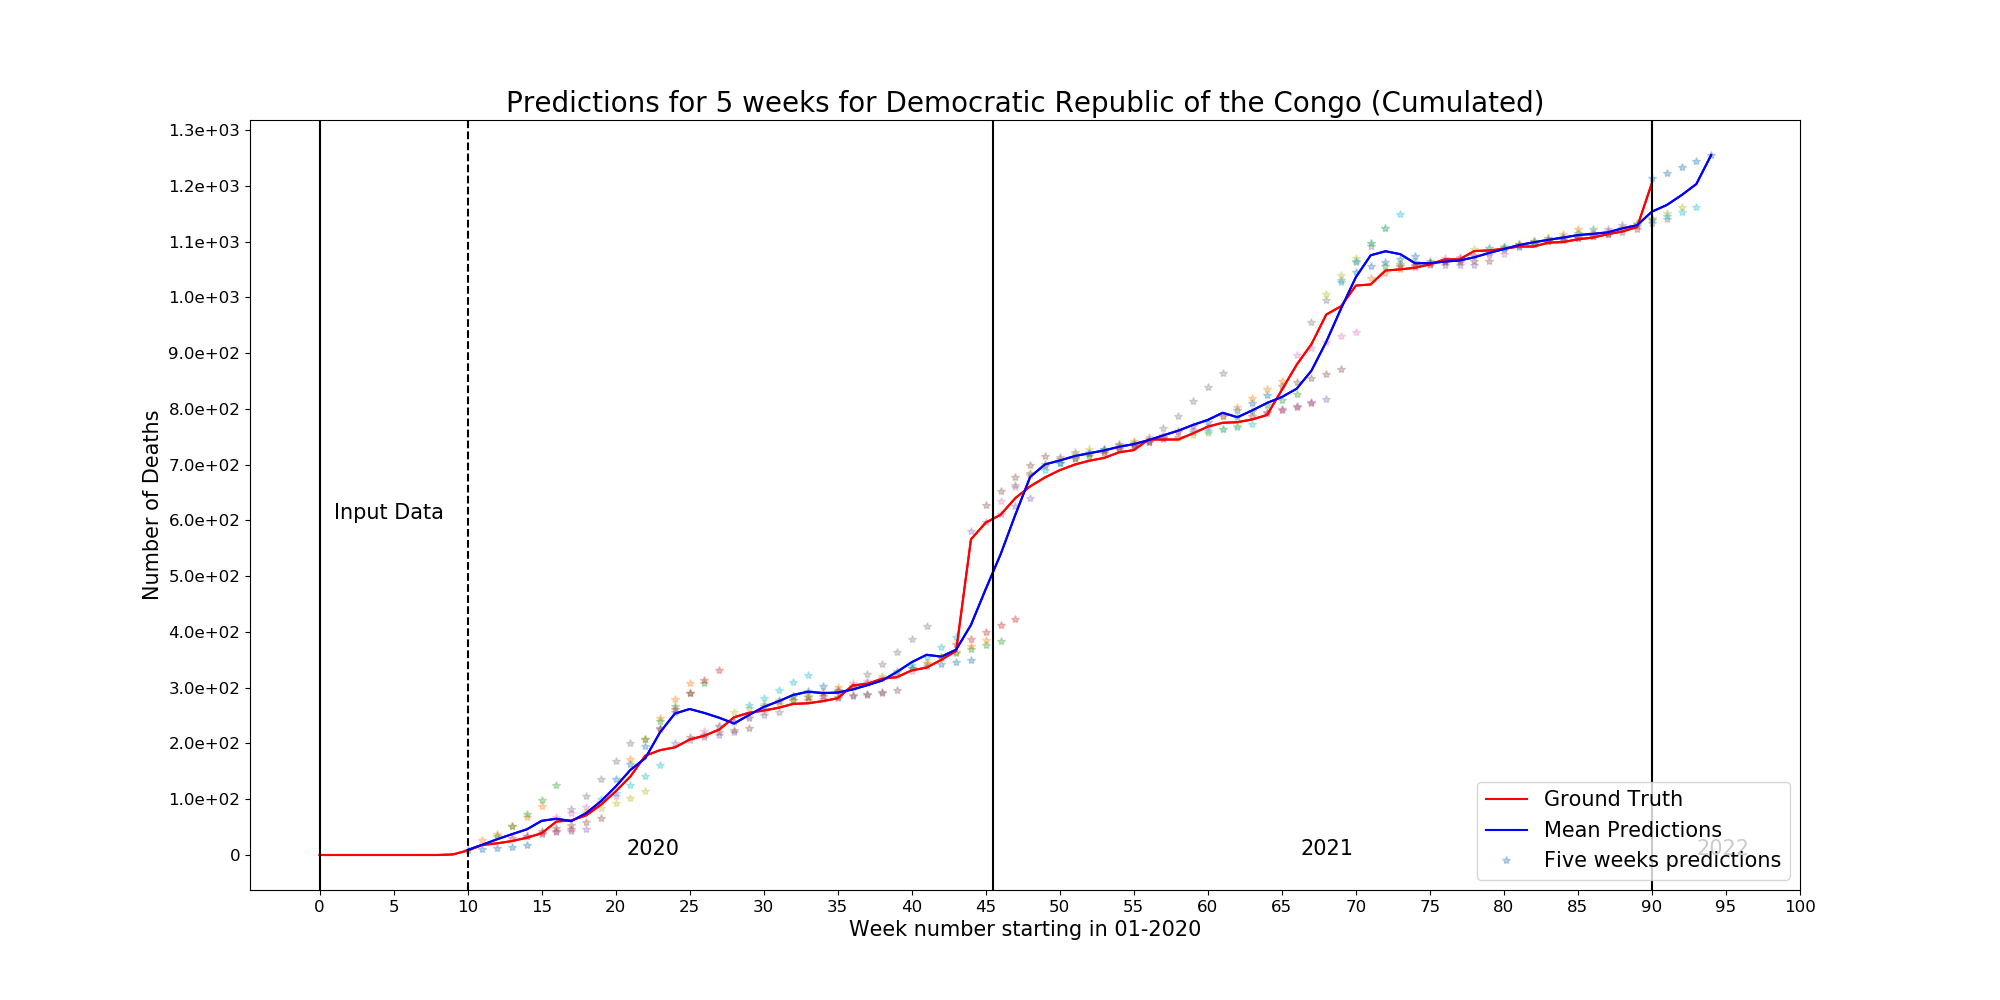 Predictions for 5 weeks for Democratic Republic of the Congo (Cumulated)
1.3e+03
1.2e+03
1.1e+03
1.0e+03
9.0e+02
8.0e+02
7.0e+02
6.0e+02
5.0e+02
4.0e+02
3.0e+02
2.0e+02
1.0e+02
0
Number of Deaths
Input Data
2020
2021
2022
Ground Truth
Mean Predictions
Five weeks predictions
0 5 10 15 20 25 30 35 40 45 50 55 60 65 70 75 80 85 90 95 100
Week number starting in 01-2020